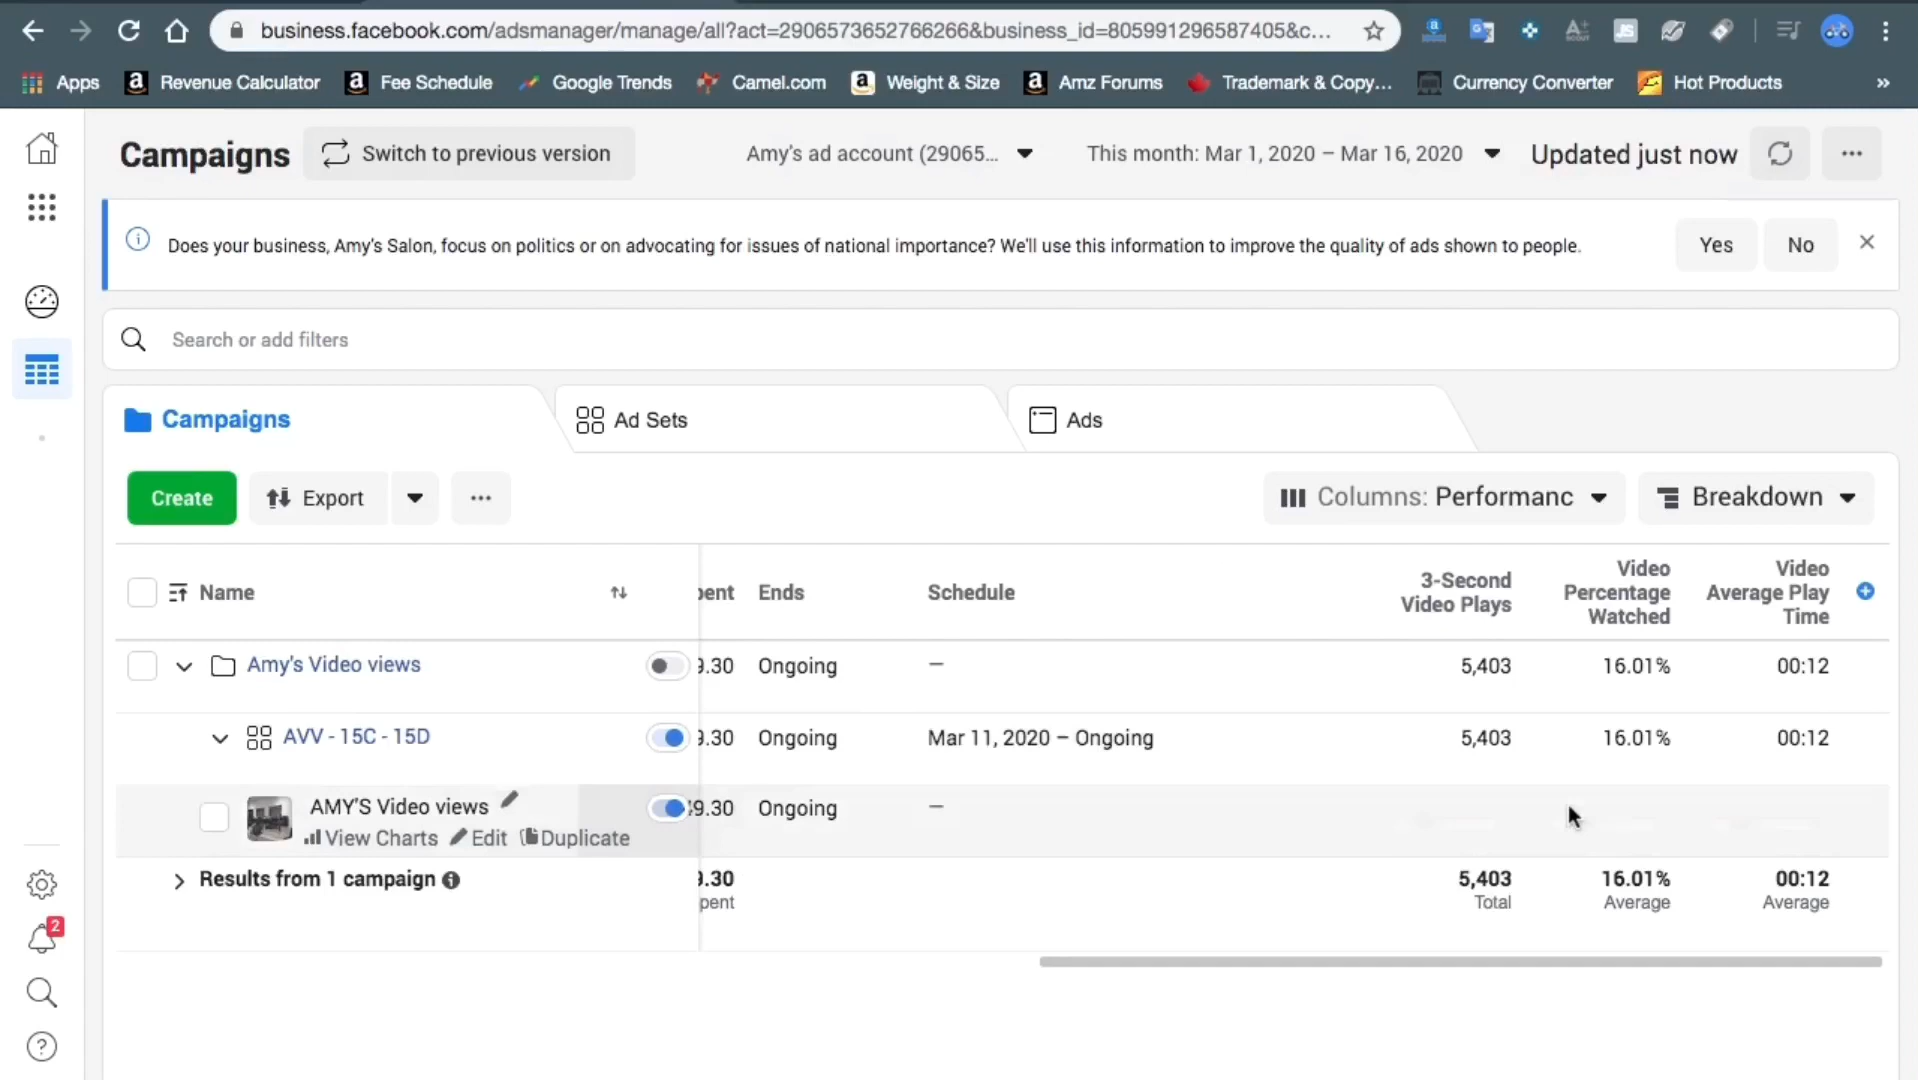 business.facebook.com/adsmanager/manage/all?act=2906573652766266&business_id=805991296587405&c...
Apps
Revenue Calculator
Fee Schedule
Google Trends
Camel.com
Weight & Size
Amz Forums
Trademark & Copy...
Currency Converter
Hot Products
»
Campaigns
Switch to previous version
Amy's ad account (29065...
This month: Mar 1, 2020 – Mar 16, 2020
Updated just now
Does your business, Amy's Salon, focus on politics or on advocating for issues of national importance? We'll use this information to improve the quality of ads shown to people.
Yes
No
Search or add filters
Campaigns
Ad Sets
Ads
Create
Export
Columns: Performanc
Breakdown
Name
pent
Ends
Schedule
3-Second
Video Plays
Video
Percentage
Watched
Video
Average Play
Time
Amy's Video views
9.30
Ongoing
—
5,403
16.01%
00:12
AVV - 15C - 15D
9.30
Ongoing
Mar 11, 2020 – Ongoing
5,403
16.01%
00:12
AMY'S Video views
9.30
Ongoing
—
View Charts
Edit
Duplicate
Results from 1 campaign
9.30
pent
5,403
Total
16.01%
Average
00:12
Average
2